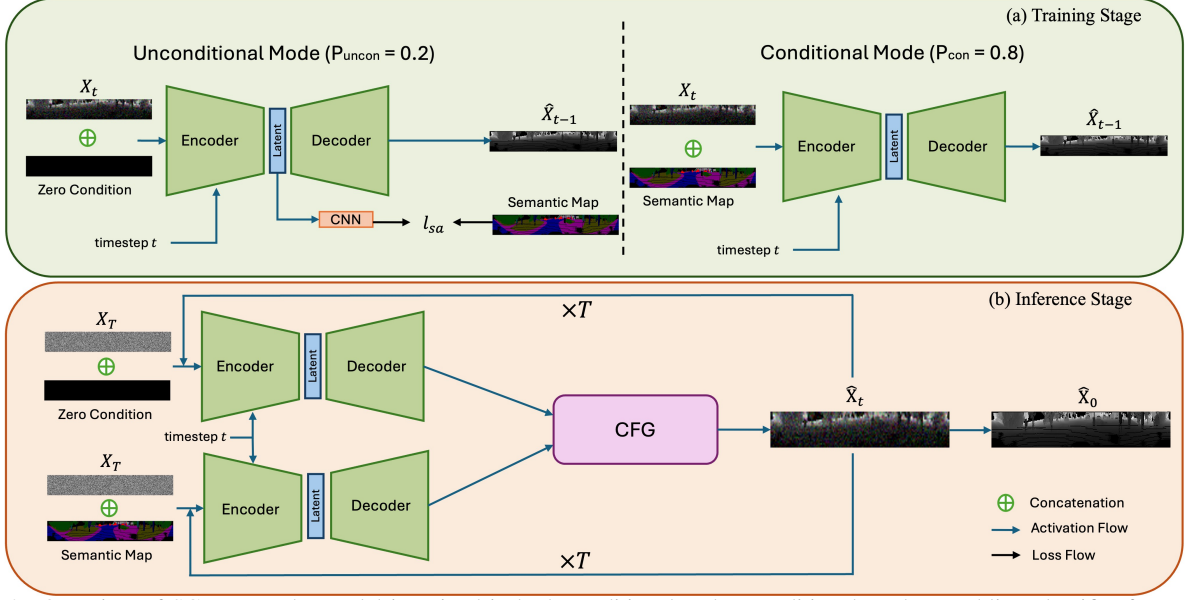 (a) Training Stage
Unconditional Mode (Puncon = 0.2)
Xt
Zero Condition
Encoder
Latent
Decoder
X̂t−1
timestep t
CNN
lsa
Semantic Map
Conditional Mode (Pcon = 0.8)
Xt
Semantic Map
Encoder
Latent
Decoder
X̂t−1
timestep t
(b) Inference Stage
×T
XT
Zero Condition
Encoder
Latent
Decoder
timestep t
XT
Semantic Map
Encoder
Latent
Decoder
CFG
X̂t
X̂0
×T
Concatenation
Activation Flow
Loss Flow